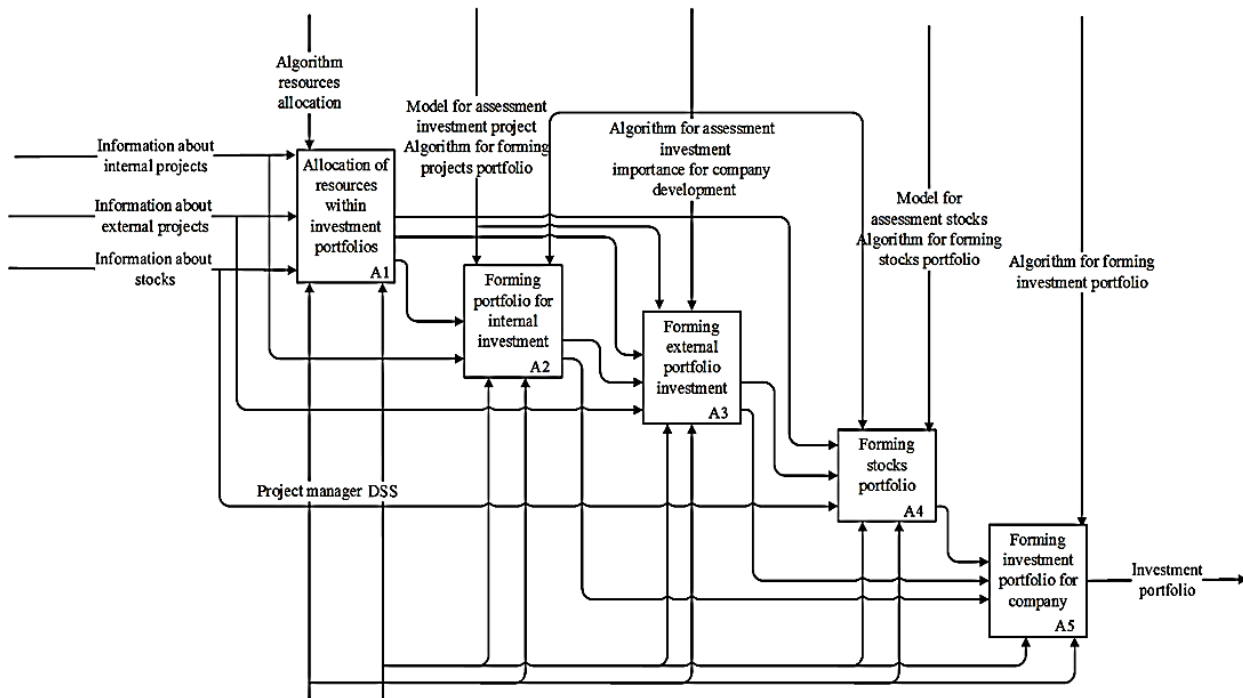 Algorithm
resources
allocation
Model for assessment
investment project
Algorithm for forming
projects portfolio
Algorithm for assessment
investment
importance for company
development
Model for
assessment stocks
Algorithm for forming
stocks portfolio
Algorithm for forming
investment portfolio
Information about
internal projects
Information about
external projects
Information about
stocks
Allocation of
resources within
investment
portfolios
A1
Forming
portfolio for
internal
investment
A2
Forming
external
portfolio
investment
A3
Forming
stocks
portfolio
A4
Project manager DSS
Forming
investment
portfolio for
company
A5
Investment
portfolio